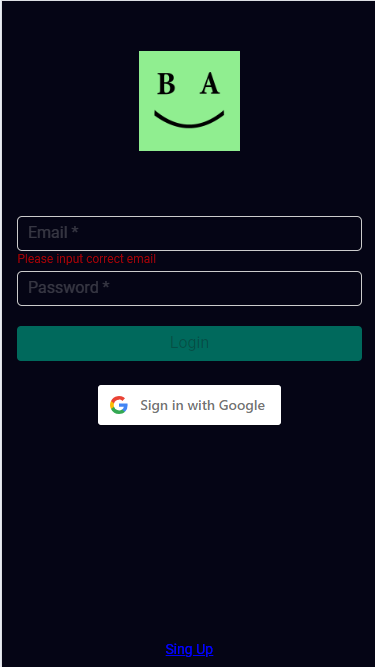 B A
Email *
Please input correct email
Password *
Login
Sign in with Google
Sing Up